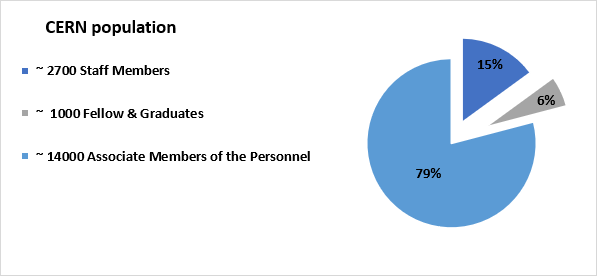 CERN population
~ 2700 Staff Members
~ 1000 Fellow & Graduates
~ 14000 Associate Members of the Personnel
15%
6%
79%